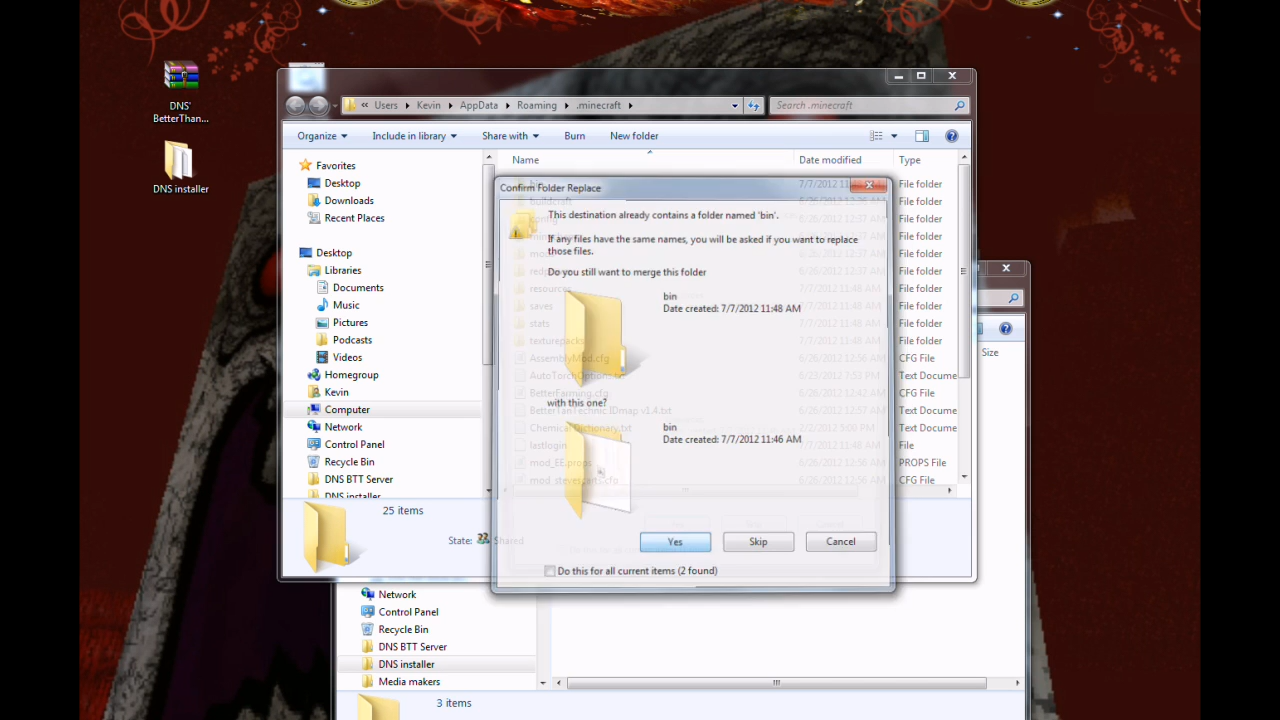 DNS'
BetterThan...
DNS installer
« Users ▸ Kevin ▸ AppData ▸ Roaming ▸ .minecraft ▸
Search .minecraft
Organize ▾ Include in library ▾ Share with ▾ Burn New folder
Favorites
Desktop
Downloads
Recent Places
Desktop
Libraries
Documents
Music
Pictures
Podcasts
Videos
Homegroup
Kevin
Computer
Network
Control Panel
Recycle Bin
DNS BTT Server
DNS installer
Name Date modified Type
File folder
buildcraft File folder
File folder
File folder
File folder
File folder
resources File folder
saves File folder
stats File folder
texturepacks File folder
AssemblyMod.cfg CFG File
Text Docume
BetterFarming.cfg CFG File
BetterTanTechnic IDmap v1.4.txt Text Docume
Chemical Dictionary.txt Text Docume
lastlogin File
mod_EE.props PROPS File
mod_stevescarts.cfg CFG File
25 items
State: Shared
Confirm Folder Replace
This destination already contains a folder named 'bin'.
If any files have the same names, you will be asked if you want to replace
those files.
Do you still want to merge this folder
bin
Date created: 7/7/2012 11:48 AM
with this one?
bin
Date created: 7/7/2012 11:46 AM
Yes Skip Cancel
Do this for all current items (2 found)
Size
Network
Control Panel
Recycle Bin
DNS BTT Server
DNS installer
Media makers
3 items